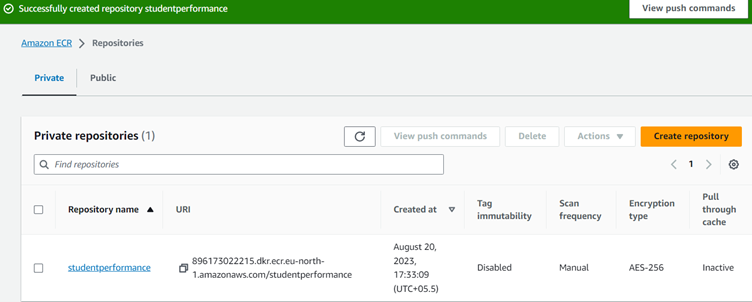 Successfully created repository studentperformance
View push commands
Amazon ECR > Repositories
Private Public
Private repositories (1)
View push commands Delete Actions Create repository
Find repositories
1
Repository name URI Created at Tag immutability Scan frequency Encryption type Pull through cache
studentperformance
896173022215.dkr.ecr.eu-north-
1.amazonaws.com/studentperformance
August 20,
2023,
17:33:09
(UTC+05.5)
Disabled Manual AES-256 Inactive